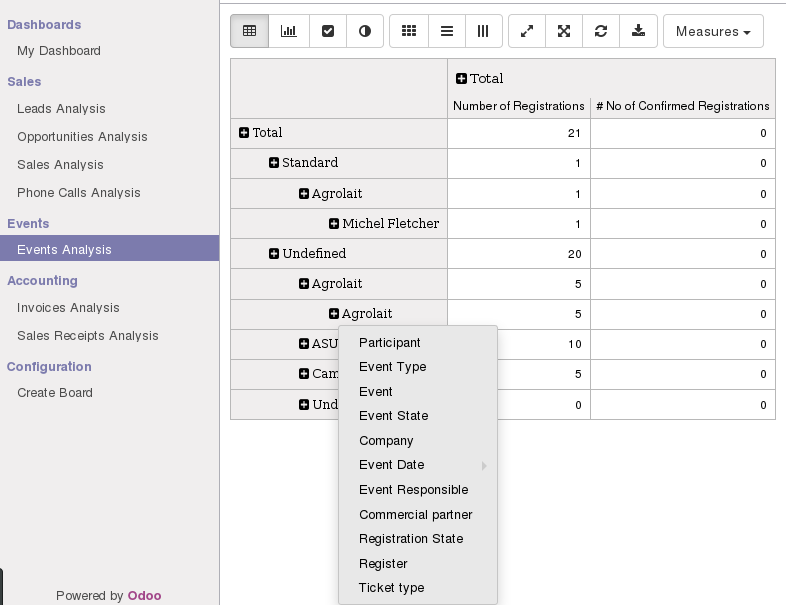 Dashboards
My Dashboard
Sales
Leads Analysis
Opportunities Analysis
Sales Analysis
Phone Calls Analysis
Events
Events Analysis
Accounting
Invoices Analysis
Sales Receipts Analysis
Configuration
Create Board
Powered by Odoo
Measures
Total
Number of Registrations # No of Confirmed Registrations
Total 21 0
Standard 1 0
Agrolait 1 0
Michel Fletcher 1 0
Undefined 20 0
Agrolait 5 0
Agrolait 5 0
ASU 10 0
Cam 5 0
Und 0 0
Participant
Event Type
Event
Event State
Company
Event Date
Event Responsible
Commercial partner
Registration State
Register
Ticket type